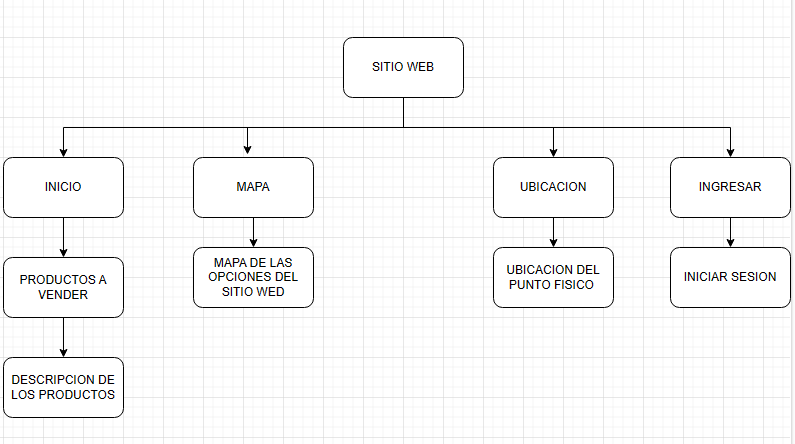 SITIO WEB
INICIO
MAPA
UBICACION
INGRESAR
PRODUCTOS A
VENDER
MAPA DE LAS
OPCIONES DEL
SITIO WED
UBICACION DEL
PUNTO FISICO
INICIAR SESION
DESCRIPCION DE
LOS PRODUCTOS